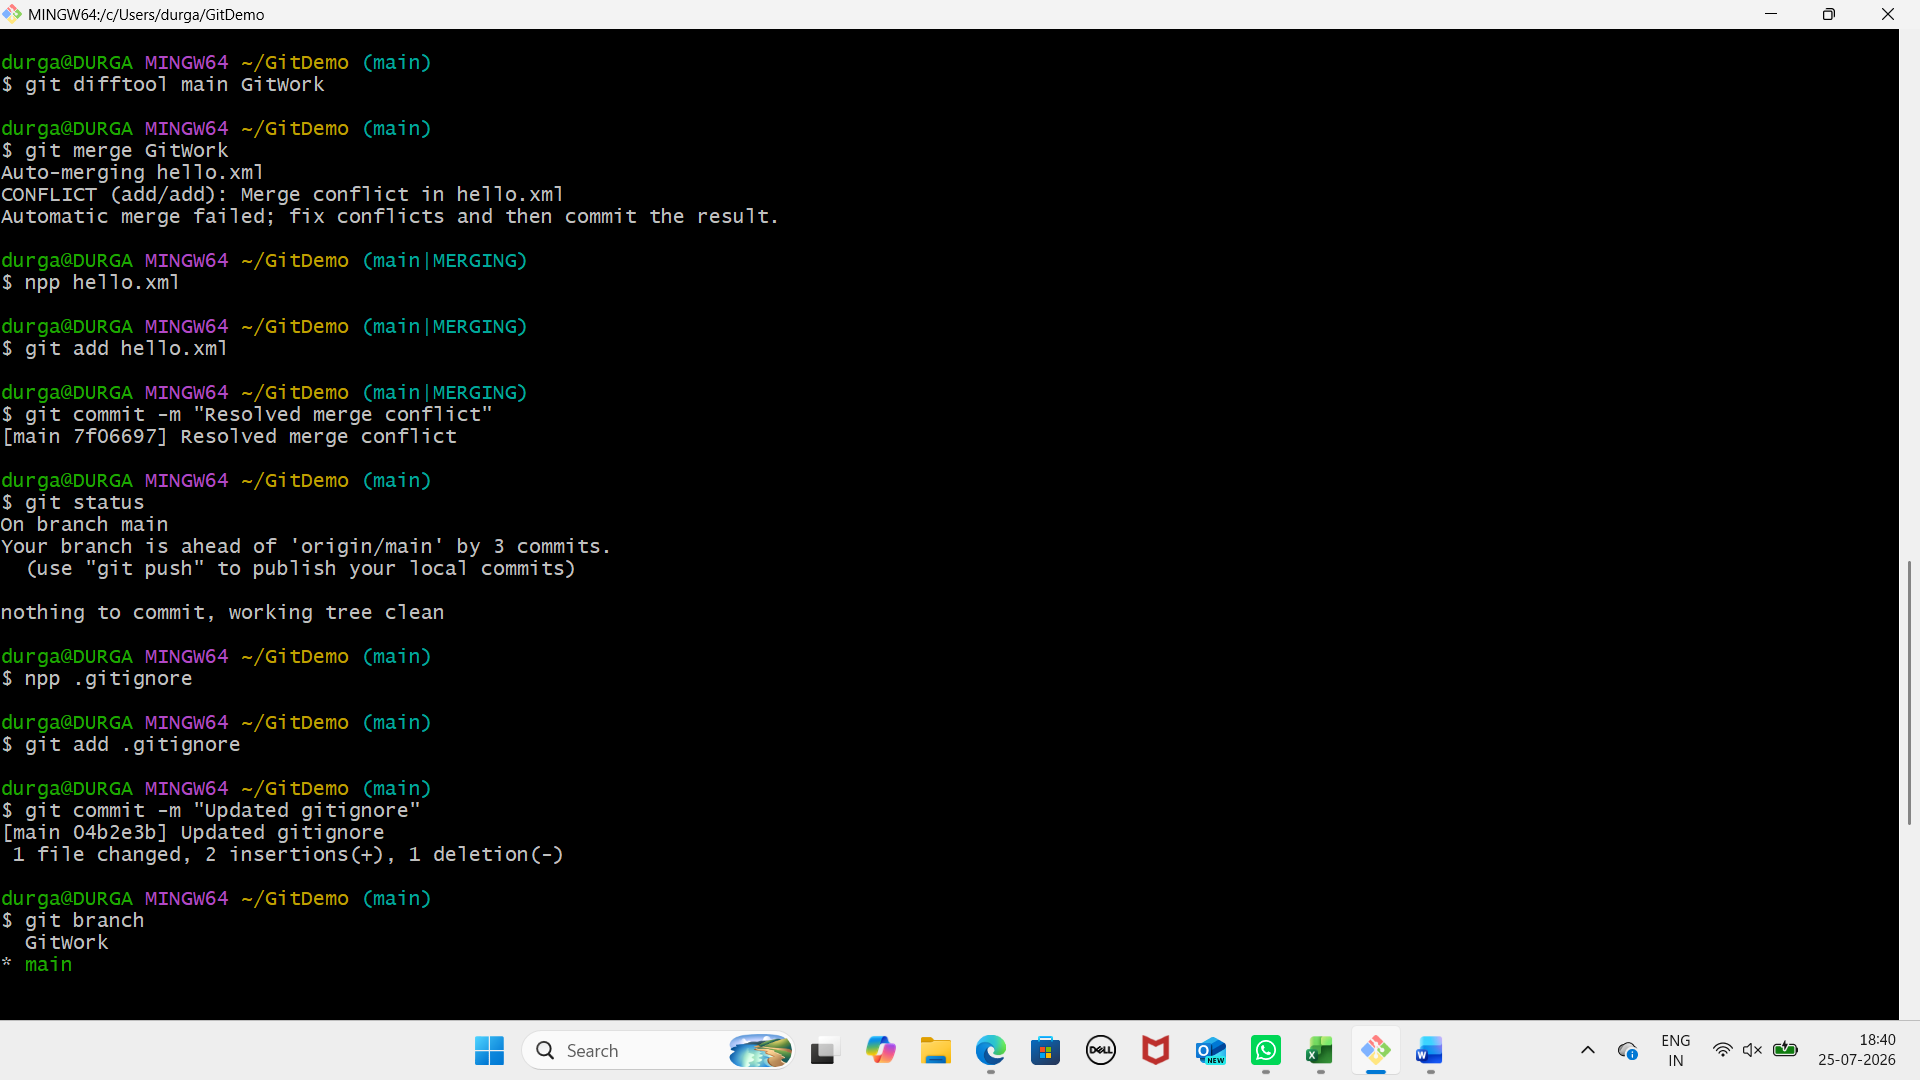 MINGW64:/c/Users/durga/GitDemo
durga@DURGA MINGW64 ~/GitDemo (main)
$ git difftool main GitWork
durga@DURGA MINGW64 ~/GitDemo (main)
$ git merge GitWork
Auto-merging hello.xml
CONFLICT (add/add): Merge conflict in hello.xml
Automatic merge failed; fix conflicts and then commit the result.
durga@DURGA MINGW64 ~/GitDemo (main|MERGING)
$ npp hello.xml
durga@DURGA MINGW64 ~/GitDemo (main|MERGING)
$ git add hello.xml
durga@DURGA MINGW64 ~/GitDemo (main|MERGING)
$ git commit -m "Resolved merge conflict"
[main 7f06697] Resolved merge conflict
durga@DURGA MINGW64 ~/GitDemo (main)
$ git status
On branch main
Your branch is ahead of 'origin/main' by 3 commits.
  (use "git push" to publish your local commits)
nothing to commit, working tree clean
durga@DURGA MINGW64 ~/GitDemo (main)
$ npp .gitignore
durga@DURGA MINGW64 ~/GitDemo (main)
$ git add .gitignore
durga@DURGA MINGW64 ~/GitDemo (main)
$ git commit -m "Updated gitignore"
[main 04b2e3b] Updated gitignore
 1 file changed, 2 insertions(+), 1 deletion(-)
durga@DURGA MINGW64 ~/GitDemo (main)
$ git branch
  GitWork
* main
Search
DELL
NEW
ENG
IN
18:40
25-07-2026